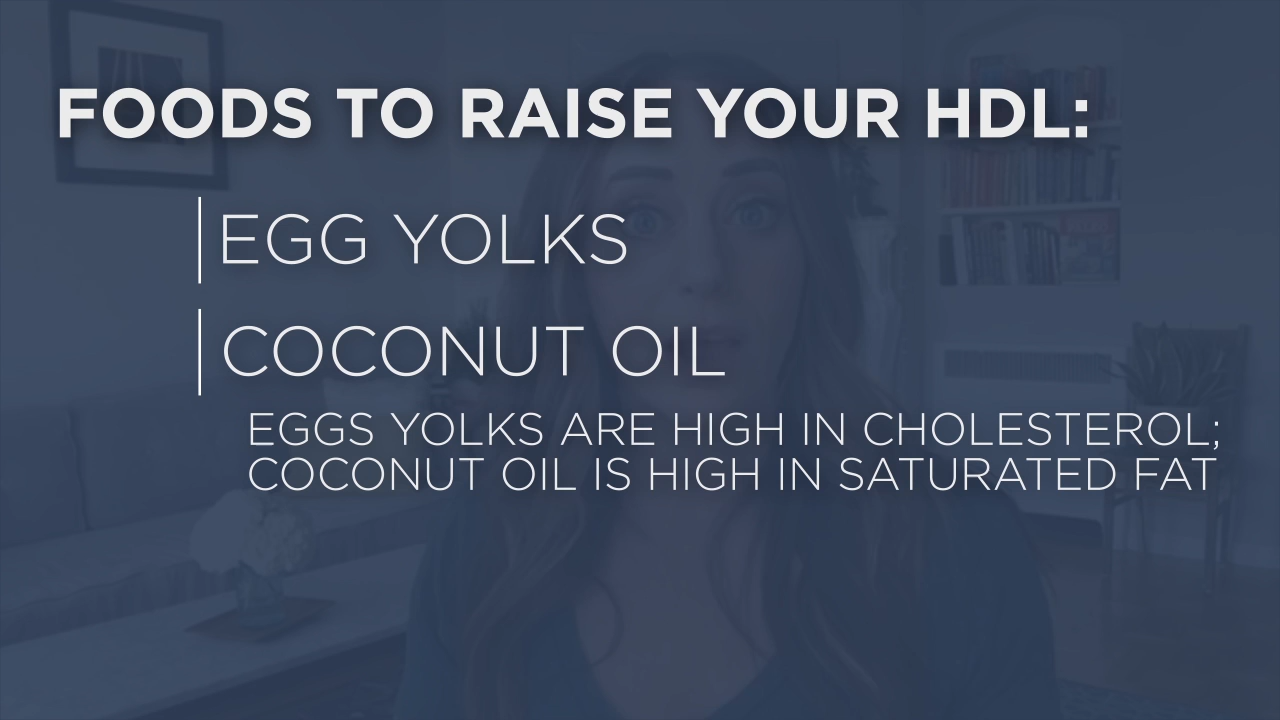 FOODS TO RAISE YOUR HDL:
EGG YOLKS
COCONUT OIL
EGGS YOLKS ARE HIGH IN CHOLESTEROL;
COCONUT OIL IS HIGH IN SATURATED FAT